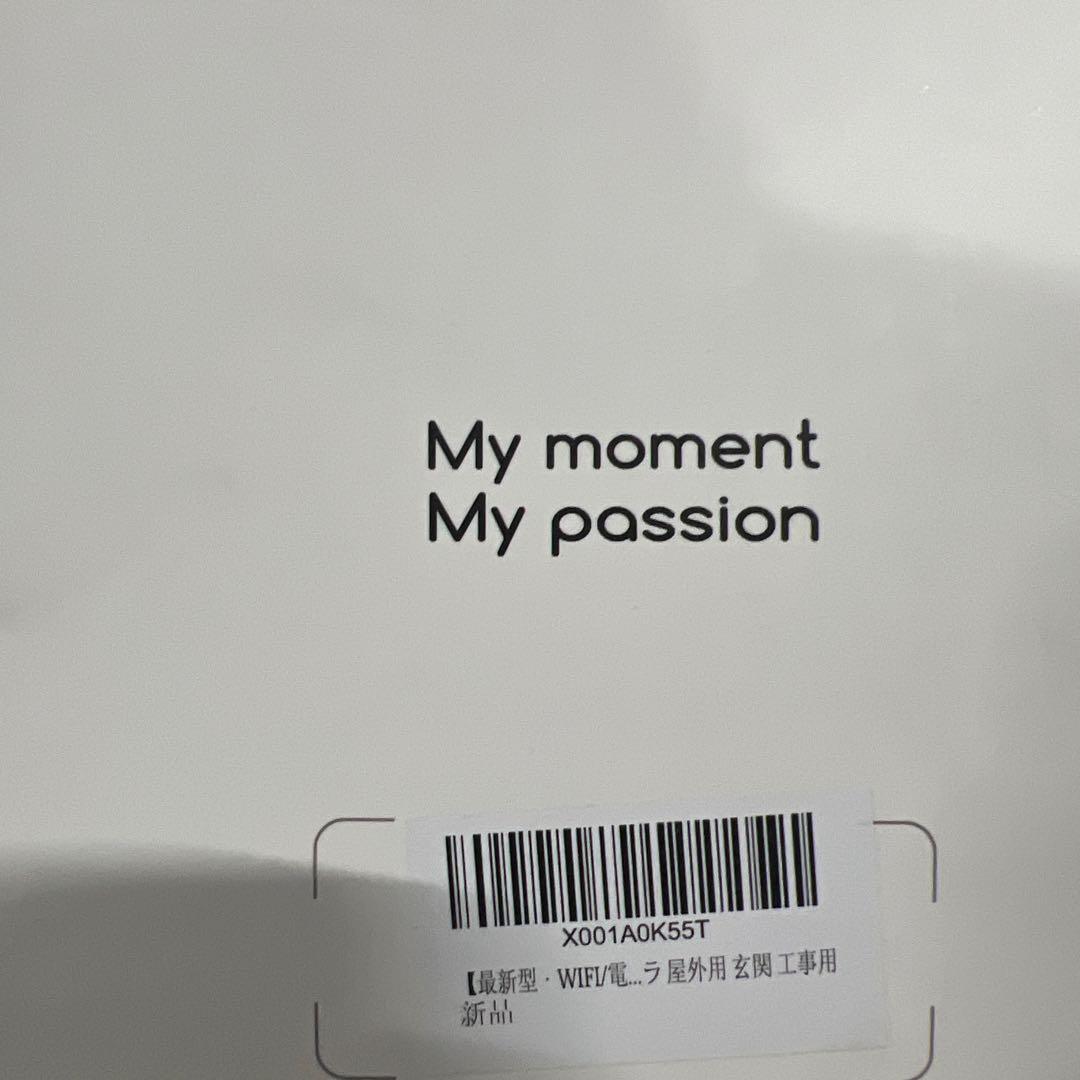 My moment
My passion
X001A0K55T
【最新型・WIFI/電...ラ 屋外用 玄関 工事用
新品